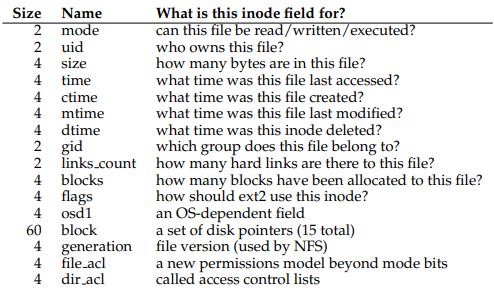 Size Name What is this inode field for?
2 mode can this file be read/written/executed?
2 uid who owns this file?
4 size how many bytes are in this file?
4 time what time was this file last accessed?
4 ctime what time was this file created?
4 mtime what time was this file last modified?
4 dtime what time was this inode deleted?
2 gid which group does this file belong to?
2 links_count how many hard links are there to this file?
4 blocks how many blocks have been allocated to this file?
4 flags how should ext2 use this inode?
4 osd1 an OS-dependent field
60 block a set of disk pointers (15 total)
4 generation file version (used by NFS)
4 file_acl a new permissions model beyond mode bits
4 dir_acl called access control lists